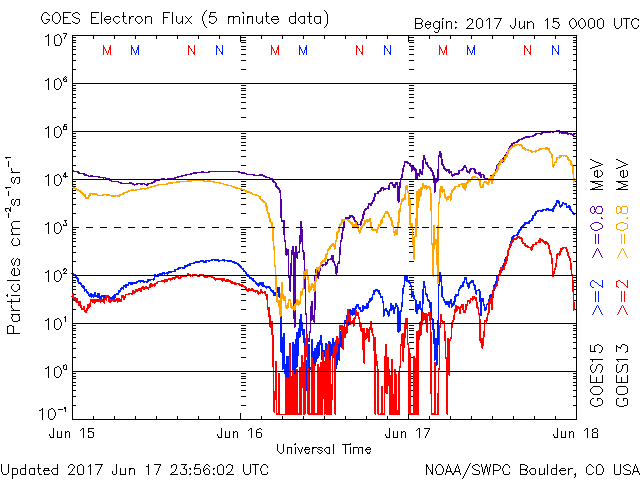 GOES Electron Flux (5 minute data)
Begin: 2017 Jun 15 0000 UTC
M M N N M M N N M M N N
10⁷
10⁶
10⁵
10⁴
10³
10²
10¹
10⁰
10⁻¹
Particles cm⁻²s⁻¹sr⁻¹
Jun 15 Jun 16 Jun 17 Jun 18
Universal Time
GOES15 >=2 >=0.8 MeV
GOES13 >=2 >=0.8 MeV
Updated 2017 Jun 17 23:56:02 UTC
NOAA/SWPC Boulder, CO USA